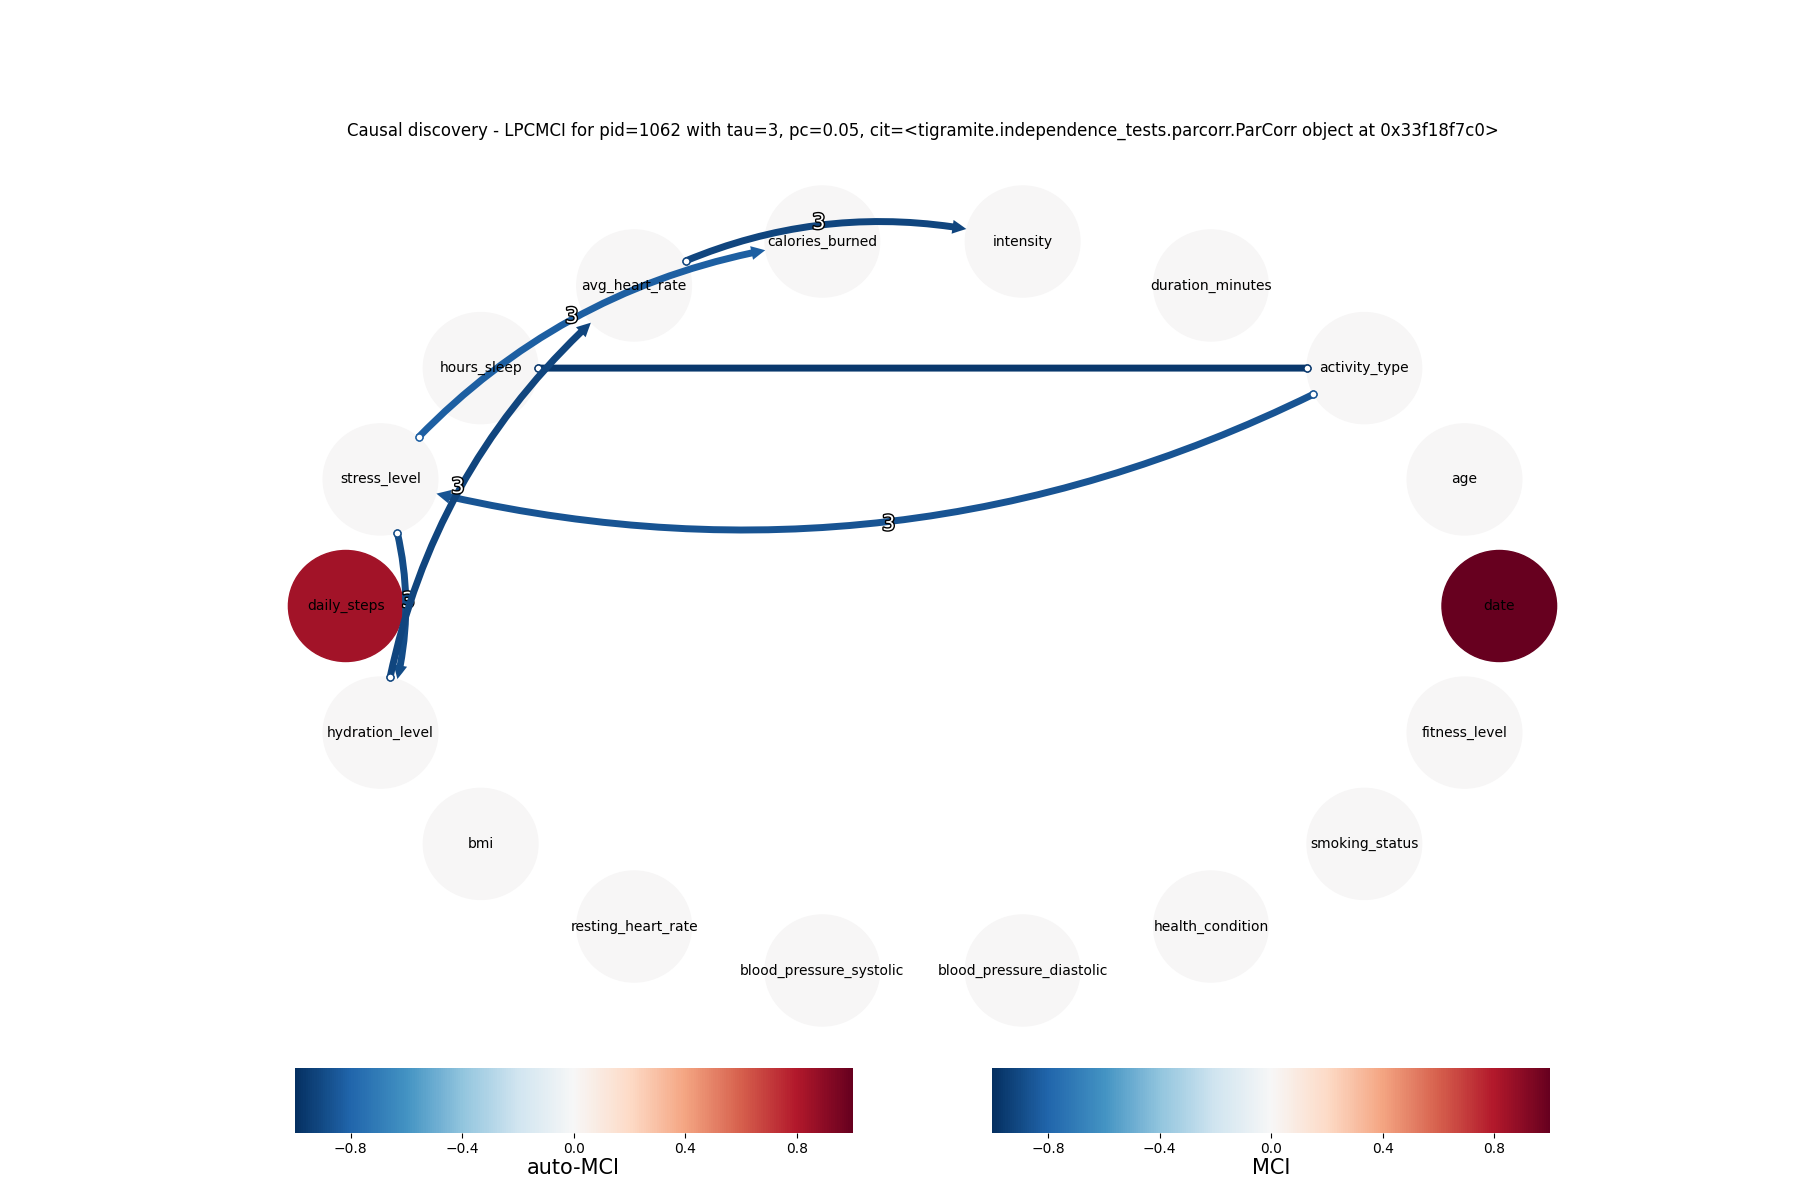 Causal discovery - LPCMCI for pid=1062 with tau=3, pc=0.05, cit=<tigramite.independence_tests.parcorr.ParCorr object at 0x33f18f7c0>
3
calories_burned
intensity
avg_heart_rate
duration_minutes
3
hours_sleep
activity_type
stress_level
age
3
3
daily_steps
date
hydration_level
fitness_level
bmi
smoking_status
resting_heart_rate
health_condition
blood_pressure_systolic
blood_pressure_diastolic
−0.8 −0.4 0.0 0.4 0.8
auto-MCI
−0.8 −0.4 0.0 0.4 0.8
MCI